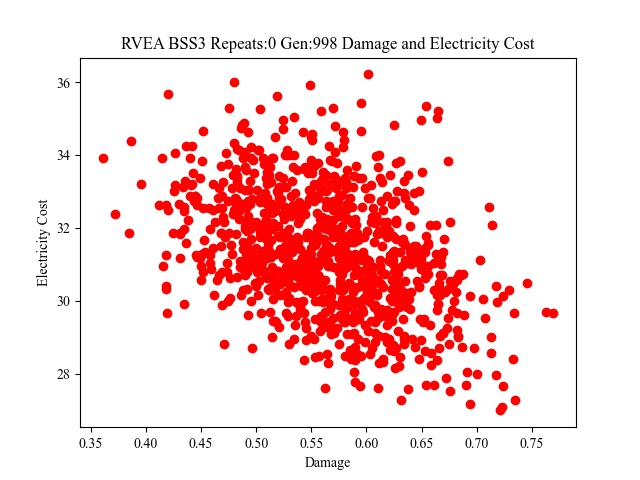 RVEA BSS3 Repeats:0 Gen:998 Damage and Electricity Cost
36
34
32
30
28
Electricity Cost
0.35 0.40 0.45 0.50 0.55 0.60 0.65 0.70 0.75
Damage